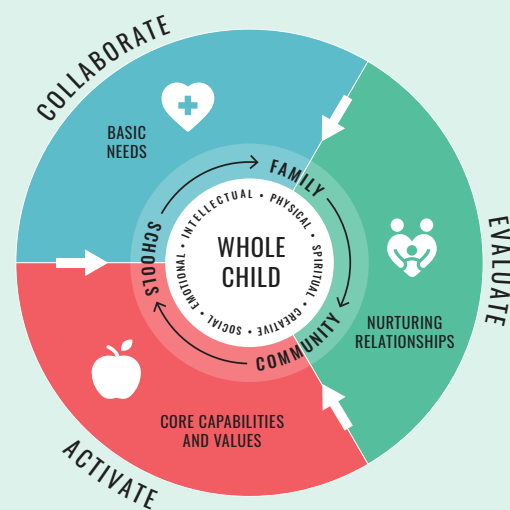 COLLABORATE
EVALUATE
ACTIVATE
BASIC
NEEDS
NURTURING
RELATIONSHIPS
CORE CAPABILITIES
AND VALUES
FAMILY
COMMUNITY
SCHOOLS
INTELLECTUAL • PHYSICAL • SPIRITUAL • CREATIVE • SOCIAL • EMOTIONAL •
WHOLE
CHILD